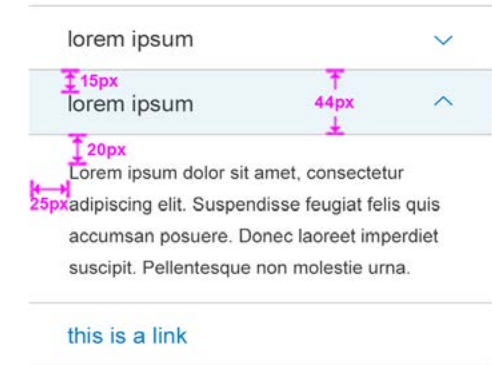 lorem ipsum
15px
lorem ipsum
44px
20px
Lorem ipsum dolor sit amet, consectetur
25px
adipiscing elit. Suspendisse feugiat felis quis
accumsan posuere. Donec laoreet imperdiet
suscipit. Pellentesque non molestie urna.
this is a link